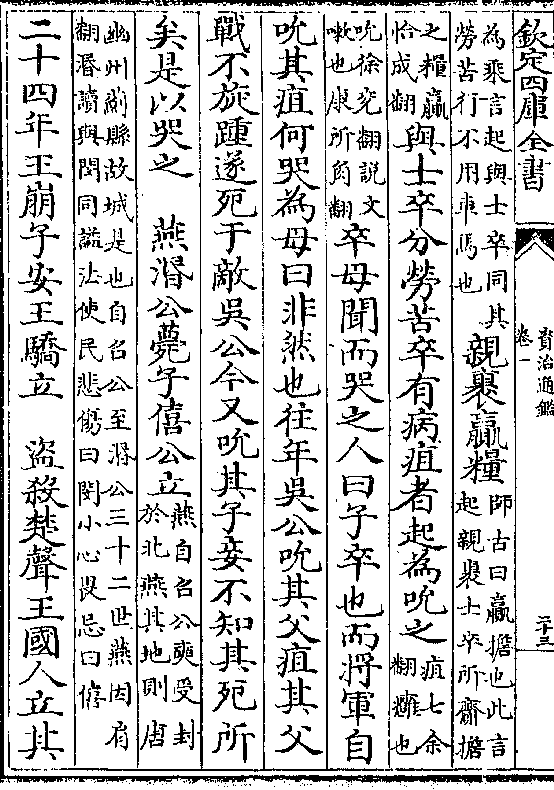 欽定四庫全書
資治通鑑
卷一
二十三
為乘言起與士卒同其
勞苦行不用車馬也
親裹贏糧
師古曰贏擔也此言
起親裹士卒所齎擔
之糧贏
怡成翻
與士卒分勞苦卒有病疽者起為吮之
疽七余
翻癰也
吮徐兖翻説文
嗽也康所角翻
卒母聞而哭之人曰子卒也而將軍自
吮其疽何哭為母曰非然也往年吳公吮其父疽其父
戰不旋踵遂死于敵吳公今又吮其子妾不知其死所
矣是以哭之 燕湣公薨子僖公立
燕自召公奭受封
於北燕其地則唐
幽州薊縣故城是也自召公至湣公三十二世燕因肩
翻湣讀與閔同諡法使民悲傷曰閔小心畏忌曰僖
二十四年王崩子安王驕立 盜殺楚聲王國人立其